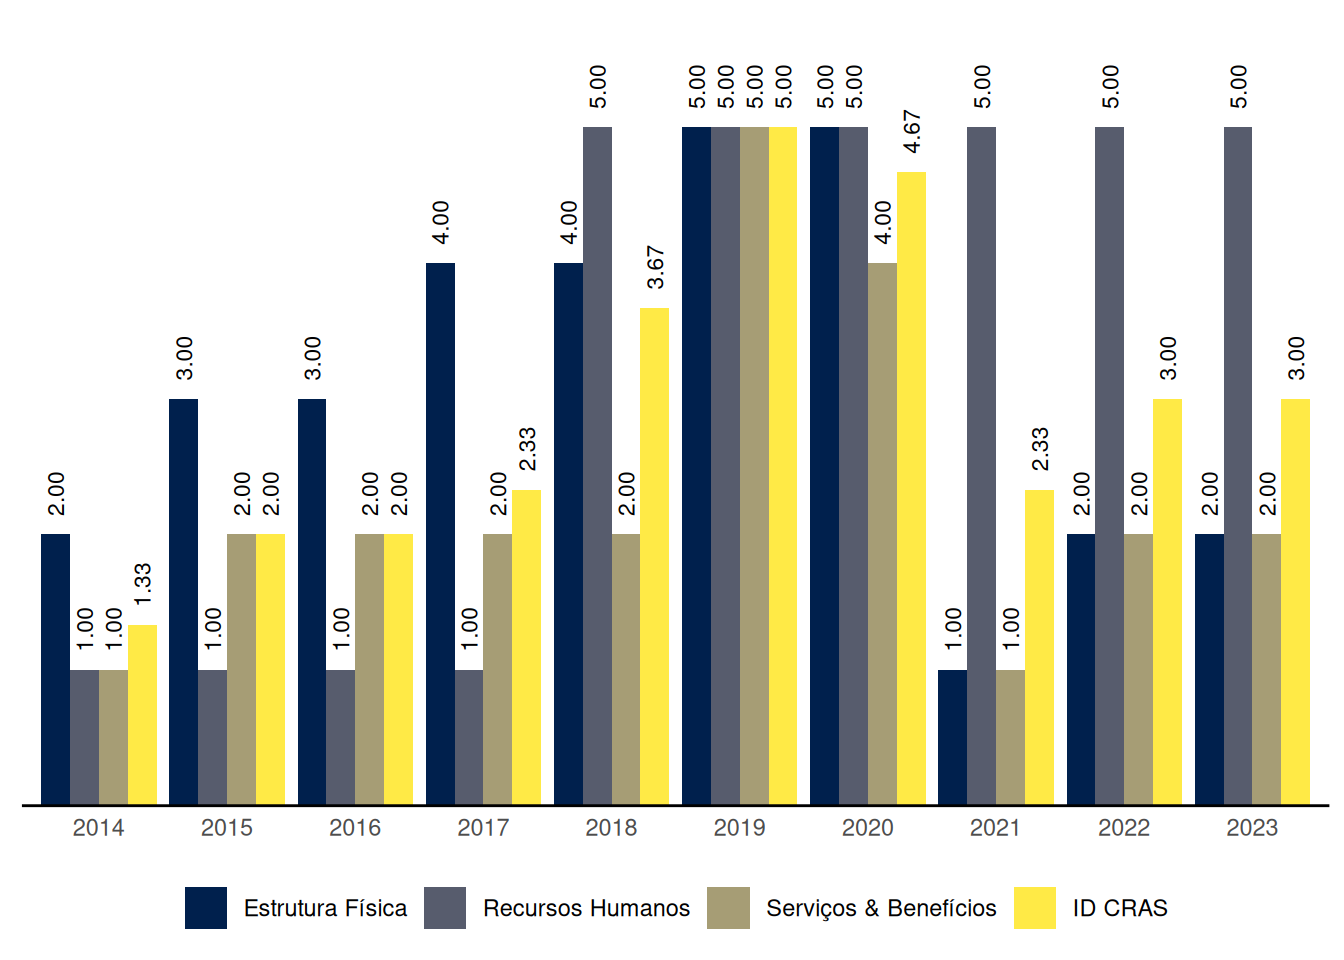 2.00 1.00 1.00 1.33
3.00 1.00 2.00 2.00
3.00 1.00 2.00 2.00
4.00 1.00 2.00 2.33
4.00 5.00 2.00 3.67
5.00 5.00 5.00 5.00
5.00 5.00 4.00 4.67
1.00 5.00 1.00 2.33
2.00 5.00 2.00 3.00
2.00 5.00 2.00 3.00
2014 2015 2016 2017 2018 2019 2020 2021 2022 2023
Estrutura Física Recursos Humanos Serviços & Benefícios ID CRAS